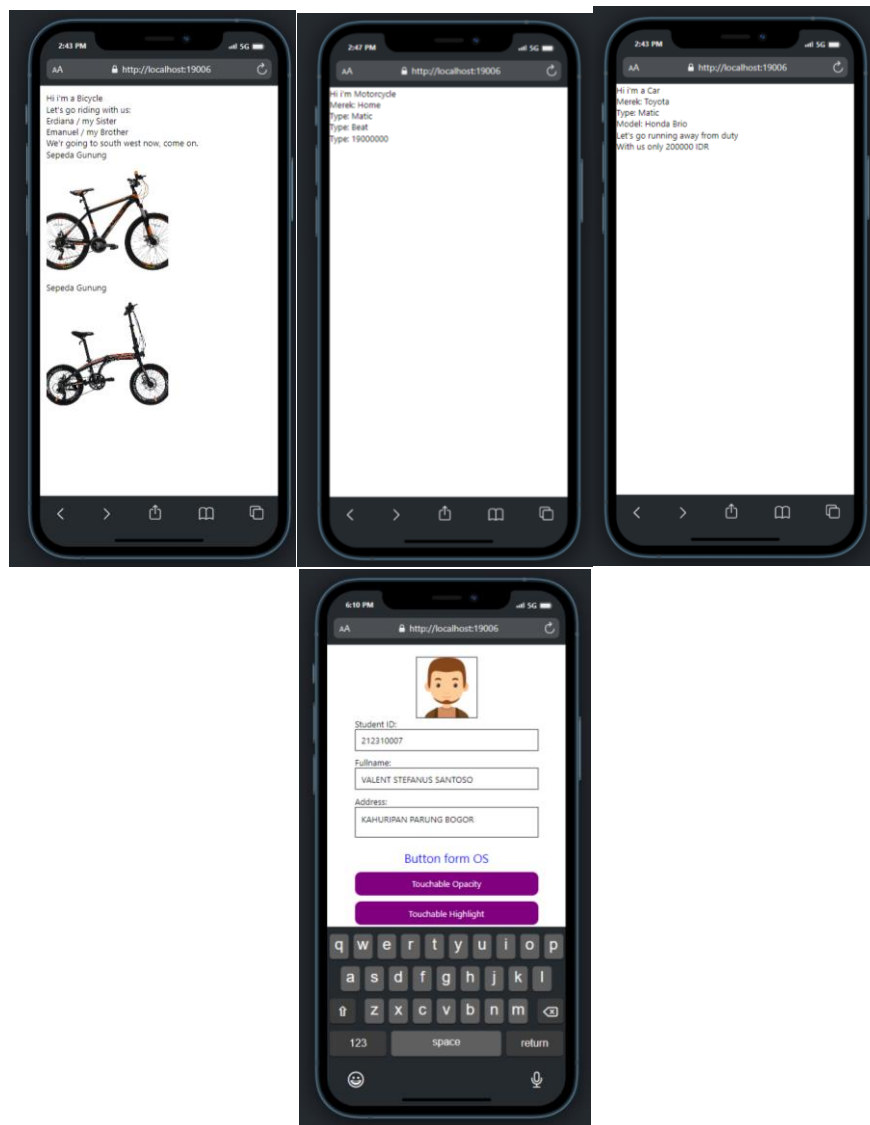 2:43 PM
5G
AA
http://localhost:19006
Hi i'm a Bicycle
Let's go riding with us:
Erdiana / my Sister
Emanuel / my Brother
We'r going to south west now, come on.
Sepeda Gunung
Sepeda Gunung
2:47 PM
5G
AA
http://localhost:19006
Hi i'm Motorcycle
Merek: Home
Type: Matic
Type: Beat
Type: 19000000
2:43 PM
5G
AA
http://localhost:19006
Hi i'm a Car
Merek: Toyota
Type: Matic
Model: Honda Brio
Let's go running away from duty
With us only 200000 IDR
6:10 PM
5G
AA
http://localhost:19006
Student ID:
212310007
Fullname:
VALENT STEFANUS SANTOSO
Address:
KAHURIPAN PARUNG BOGOR
Button form OS
Touchable Opacity
Touchable Highlight
q w e r t y u i o p
a s d f g h j k l
z x c v b n m
123 space return